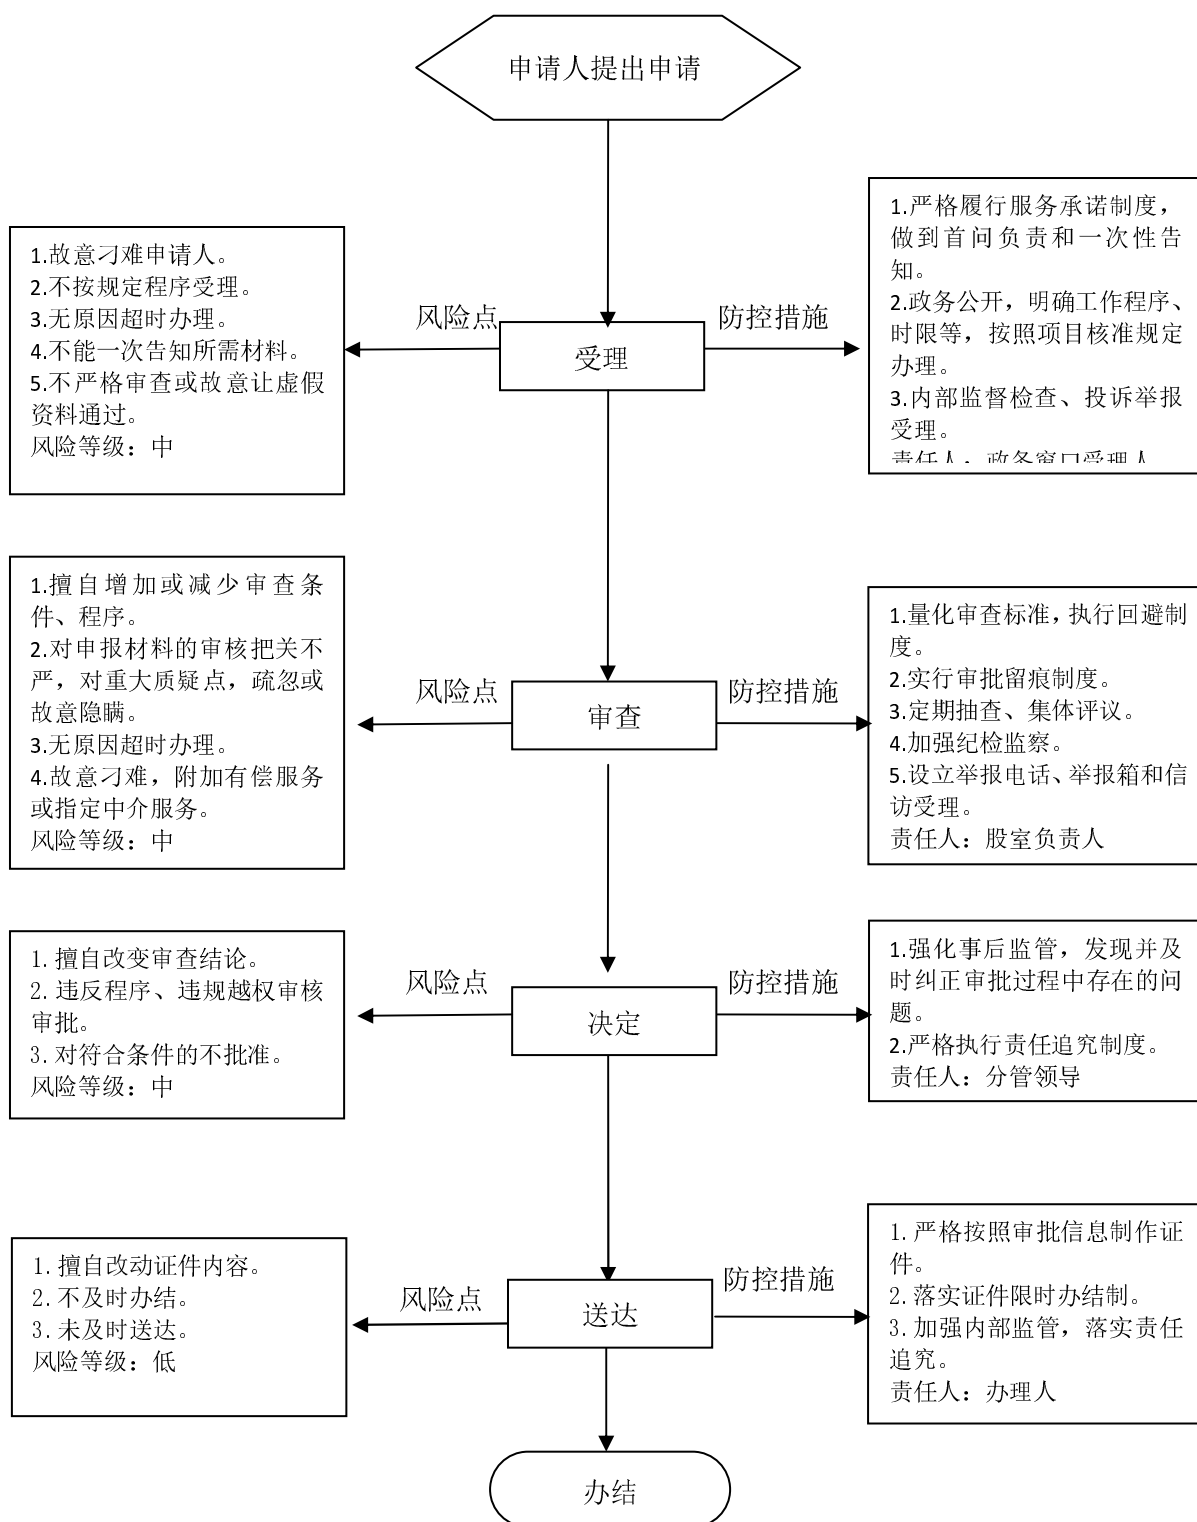 申请人提出申请
1.故意刁难申请人。
2.不按规定程序受理。
3.无原因超时办理。
4.不能一次告知所需材料。
5.不严格审查或故意让虚假
资料通过。
风险等级：中
风险点
受理
防控措施
1.严格履行服务承诺制度，
做到首问负责和一次性告
知。
2.政务公开，明确工作程序、
时限等，按照项目核准规定
办理。
3.内部监督检查、投诉举报
受理。
责任人：政务窗口受理人
1.擅自增加或减少审查条
件、程序。
2.对申报材料的审核把关不
严，对重大质疑点，疏忽或
故意隐瞒。
3.无原因超时办理。
4.故意刁难，附加有偿服务
或指定中介服务。
风险等级：中
风险点
审查
防控措施
1.量化审查标准，执行回避制
度。
2.实行审批留痕制度。
3.定期抽查、集体评议。
4.加强纪检监察。
5.设立举报电话、举报箱和信
访受理。
责任人：股室负责人
1. 擅自改变审查结论。
2. 违反程序、违规越权审核
审批。
3. 对符合条件的不批准。
风险等级：中
风险点
决定
防控措施
1.强化事后监管，发现并及
时纠正审批过程中存在的问
题。
2.严格执行责任追究制度。
责任人：分管领导
1. 擅自改动证件内容。
2. 不及时办结。
3. 未及时送达。
风险等级：低
风险点
送达
防控措施
1. 严格按照审批信息制作证
件。
2. 落实证件限时办结制。
3. 加强内部监管，落实责任
追究。
责任人：办理人
办结